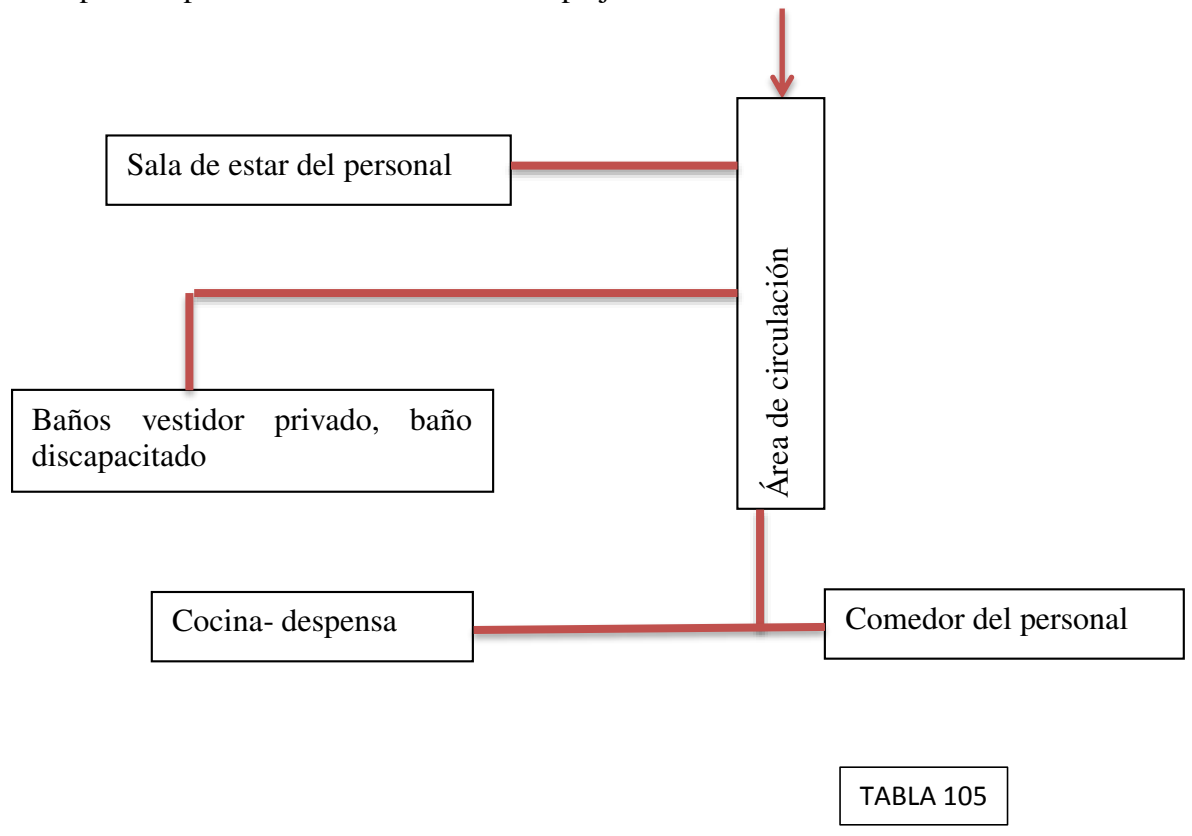 Sala de estar del personal
Área de circulación
Baños vestidor privado, baño
discapacitado
Cocina- despensa
Comedor del personal
TABLA 105